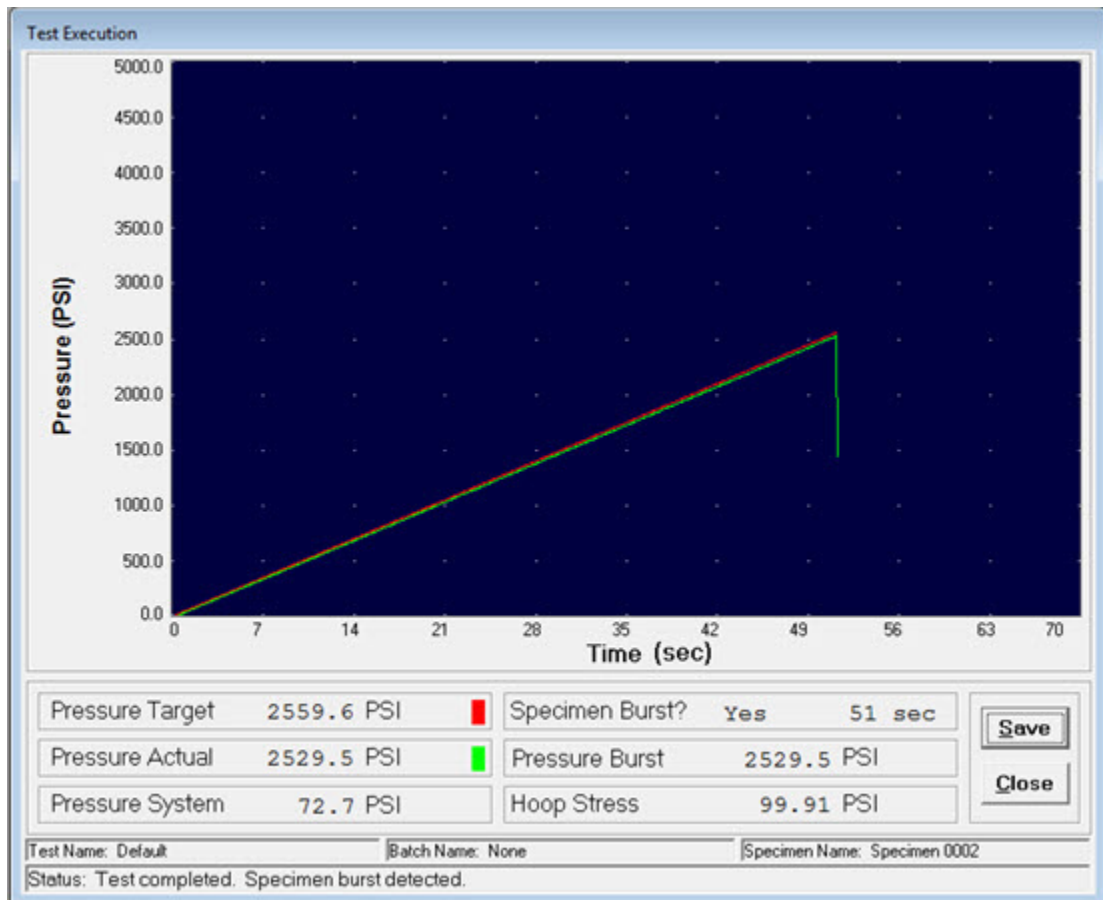 Test Execution
5000.0
4500.0
4000.0
3500.0
3000.0
2500.0
2000.0
1500.0
1000.0
500.0
0.0
Pressure (PSI)
0 7 14 21 28 35 42 49 56 63 70
Time (sec)
Pressure Target 2559.6 PSI Specimen Burst? Yes 51 sec
Pressure Actual 2529.5 PSI Pressure Burst 2529.5 PSI
Pressure System 72.7 PSI Hoop Stress 99.91 PSI
Save
Close
Test Name: Default Batch Name: None Specimen Name: Specimen 0002
Status: Test completed. Specimen burst detected.